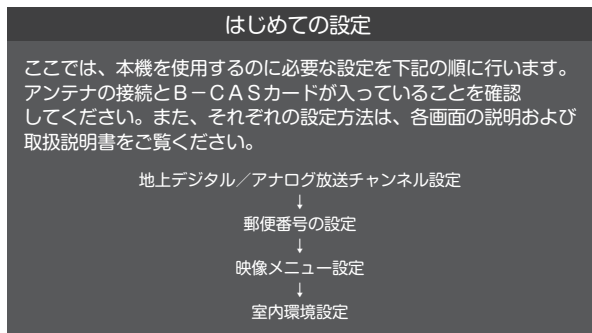 はじめての設定
ここでは、本機を使用するのに必要な設定を下記の順に行います。
アンテナの接続とＢ－ＣＡＳカードが入っていることを確認
してください。また、それぞれの設定方法は、各画面の説明および
取扱説明書をご覧ください。
地上デジタル／アナログ放送チャンネル設定
↓
郵便番号の設定
↓
映像メニュー設定
↓
室内環境設定